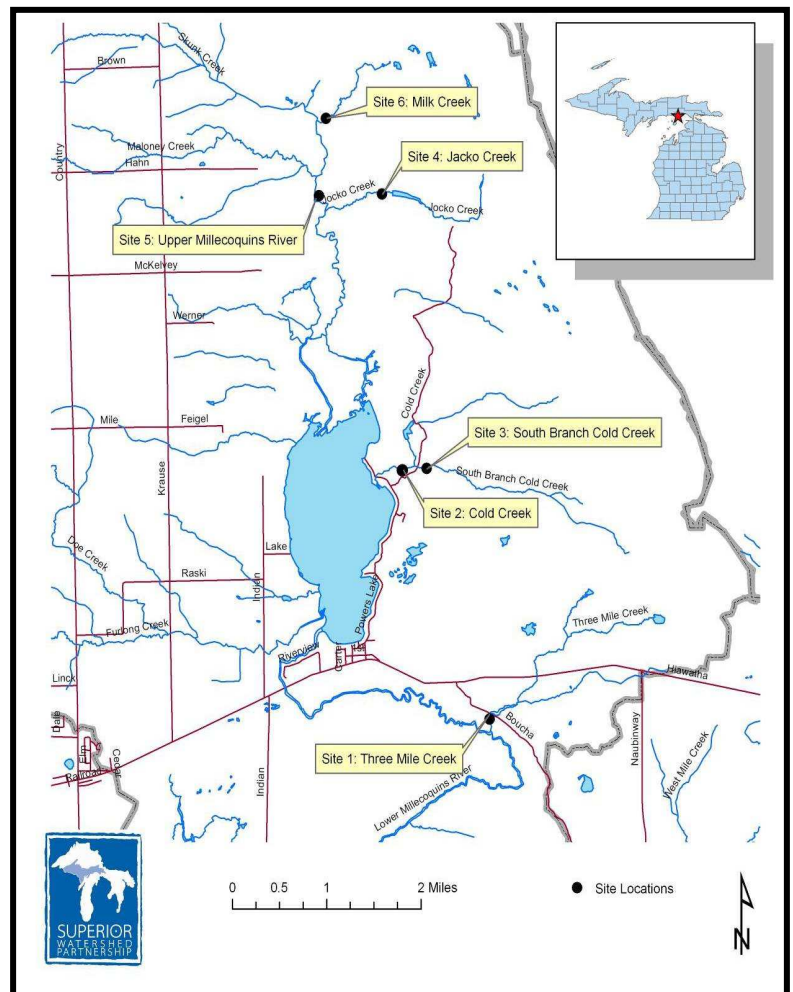 Skunk Creek
Brown
Site 6: Milk Creek
Maloney Creek
Hahn
Country
Site 4: Jacko Creek
Jocko Creek
Jocko Creek
Site 5: Upper Millecoquins River
McKelvey
Werner
Cold Creek
Mile
Feigel
Site 3: South Branch Cold Creek
Krause
South Branch Cold Creek
Site 2: Cold Creek
Doe Creek
Lake
Raski
Indian
Powers Lake
Three Mile Creek
Furlong Creek
Riverview
Carter
1st
Hiawatha
Linck
Dale
Boucha
Naubinway
Elm
Cedar
Railroad
Site 1: Three Mile Creek
West Mile Creek
Indian
Lower Millecoquins River
0 0.5 1 2 Miles
Site Locations
SUPERIOR
WATERSHED
PARTNERSHIP
N